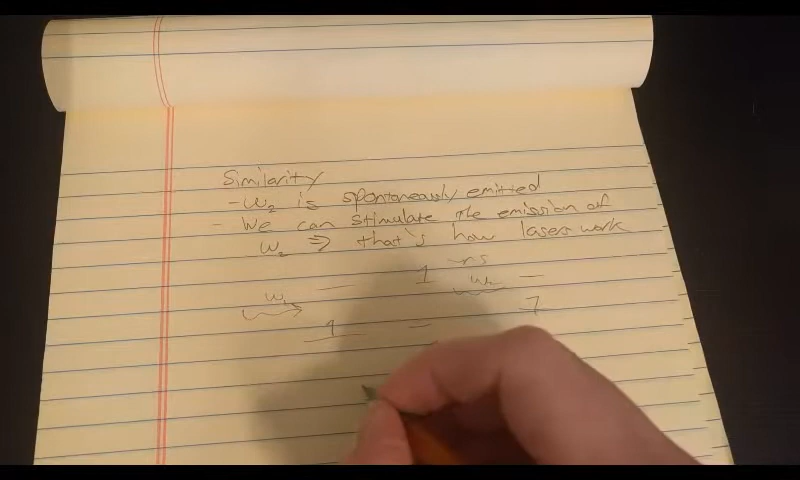 Similarity
- ω₂ is spontaneously emitted
- We can stimulate the emission of
ω₂ ⇒ that's how lasers work